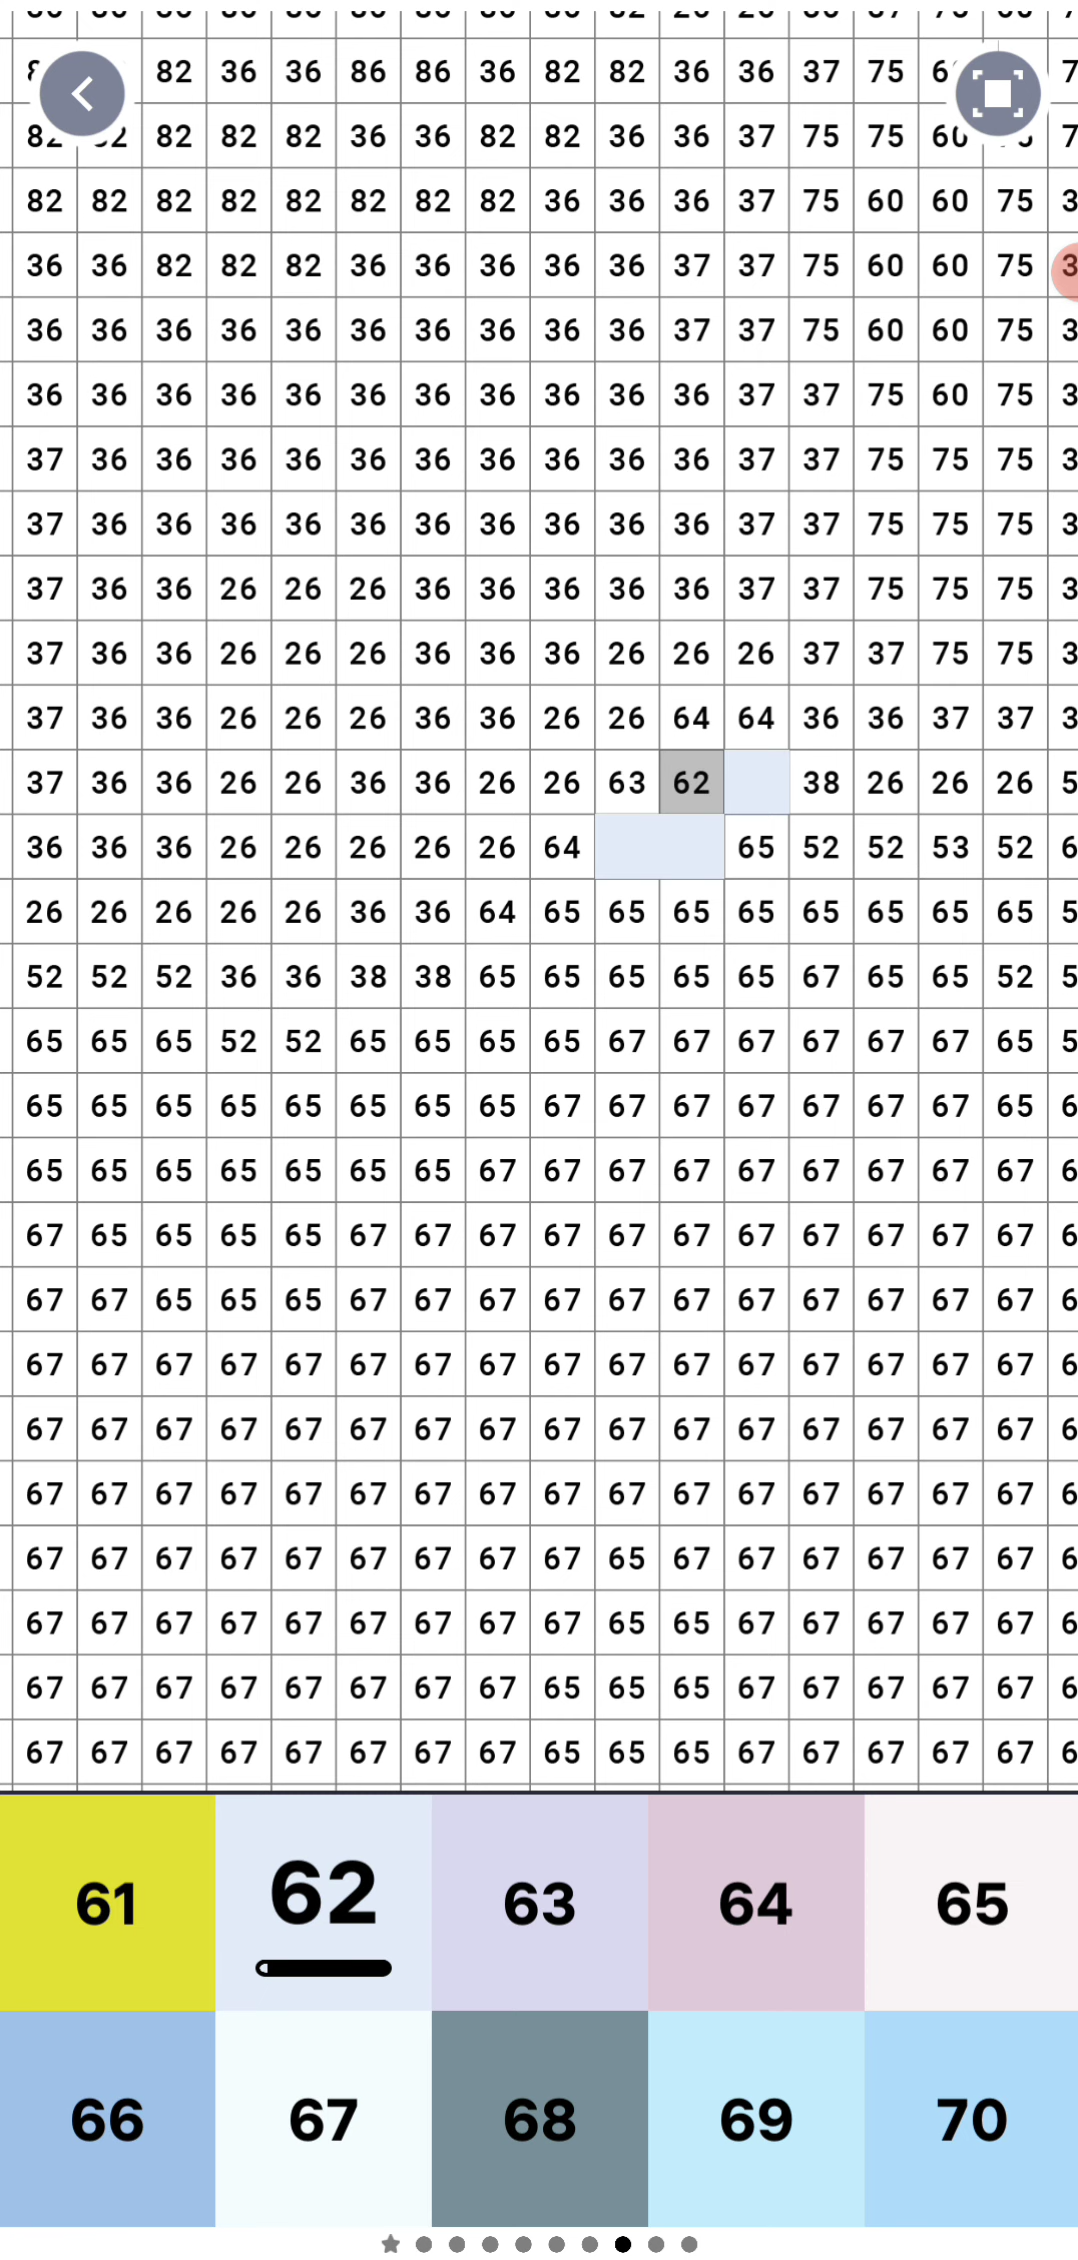 82 36 36 86 86 36 82 82 36 36 37 75
82 82 82 82 36 36 82 82 36 36 37 75 75 60
82 82 82 82 82 82 82 82 36 36 36 37 75 60 60 75
36 36 82 82 82 36 36 36 36 36 37 37 75 60 60 75
36 36 36 36 36 36 36 36 36 36 37 37 75 60 60 75
36 36 36 36 36 36 36 36 36 36 36 37 37 75 60 75
37 36 36 36 36 36 36 36 36 36 36 37 37 75 75 75
37 36 36 36 36 36 36 36 36 36 36 37 37 75 75 75
37 36 36 26 26 26 36 36 36 36 36 37 37 75 75 75
37 36 36 26 26 26 36 36 36 26 26 26 37 37 75 75
37 36 36 26 26 26 36 36 26 26 64 64 36 36 37 37
37 36 36 26 26 36 36 26 26 63 62 38 26 26 26
36 36 36 26 26 26 26 26 64 65 52 52 53 52
26 26 26 26 26 36 36 64 65 65 65 65 65 65 65 65
52 52 52 36 36 38 38 65 65 65 65 65 67 65 65 52
65 65 65 52 52 65 65 65 65 67 67 67 67 67 67 65
65 65 65 65 65 65 65 65 67 67 67 67 67 67 67 65
65 65 65 65 65 65 65 67 67 67 67 67 67 67 67 67
67 65 65 65 65 67 67 67 67 67 67 67 67 67 67 67
67 67 65 65 65 67 67 67 67 67 67 67 67 67 67 67
67 67 67 67 67 67 67 67 67 67 67 67 67 67 67 67
67 67 67 67 67 67 67 67 67 67 67 67 67 67 67 67
67 67 67 67 67 67 67 67 67 67 67 67 67 67 67 67
67 67 67 67 67 67 67 67 67 65 67 67 67 67 67 67
67 67 67 67 67 67 67 67 67 65 65 67 67 67 67 67
67 67 67 67 67 67 67 67 65 65 65 67 67 67 67 67
67 67 67 67 67 67 67 67 65 65 65 67 67 67 67 67
61 62 63 64 65
66 67 68 69 70